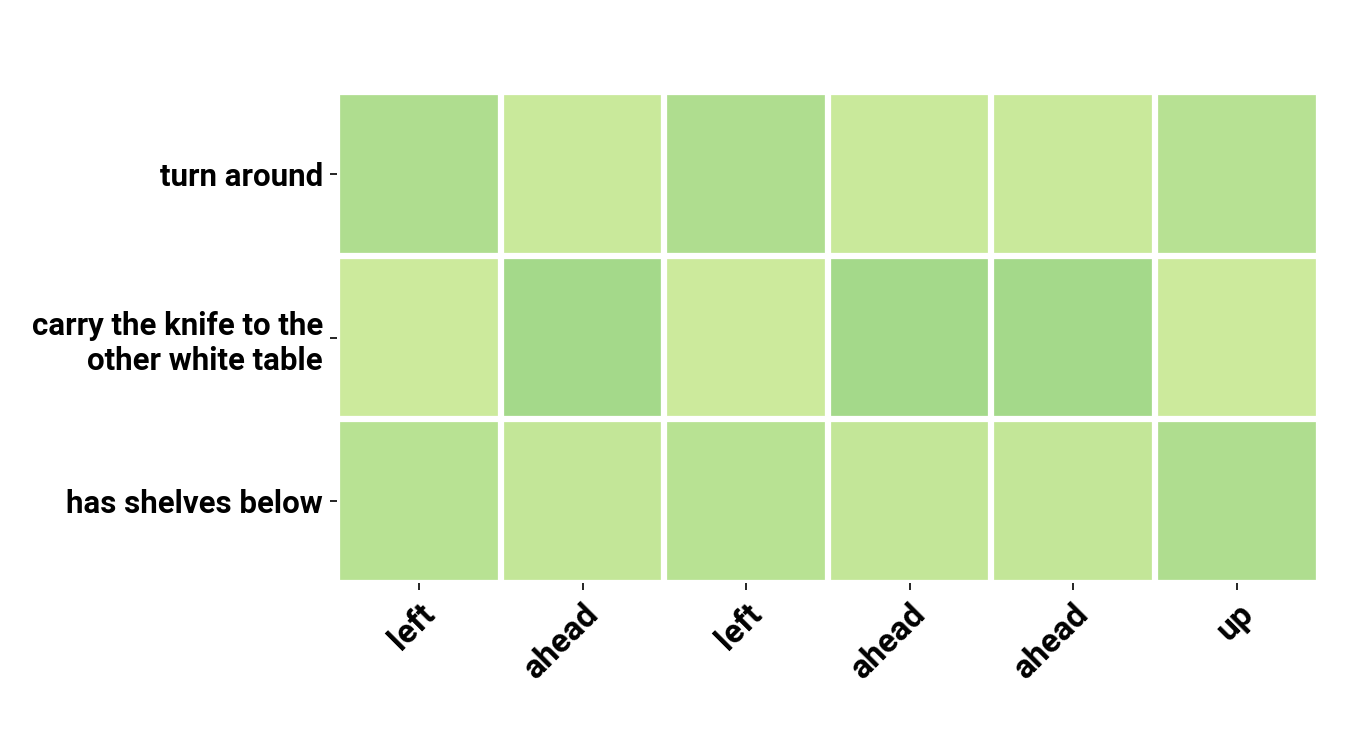 turn around
carry the knife to the
other white table
has shelves below
left
ahead
left
ahead
ahead
up